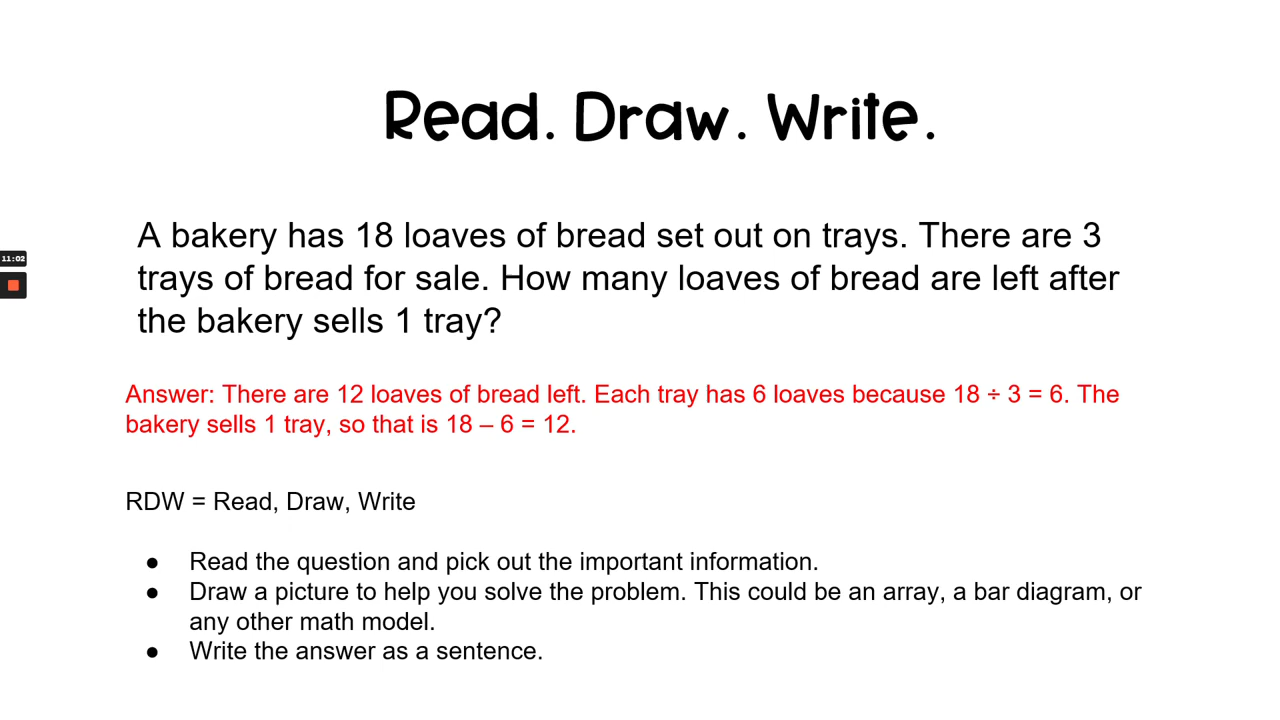 Read. Draw. Write.
A bakery has 18 loaves of bread set out on trays. There are 3
trays of bread for sale. How many loaves of bread are left after
the bakery sells 1 tray?
11:02
Answer: There are 12 loaves of bread left. Each tray has 6 loaves because 18 ÷ 3 = 6. The
bakery sells 1 tray, so that is 18 – 6 = 12.
RDW = Read, Draw, Write
● Read the question and pick out the important information.
● Draw a picture to help you solve the problem. This could be an array, a bar diagram, or
any other math model.
● Write the answer as a sentence.